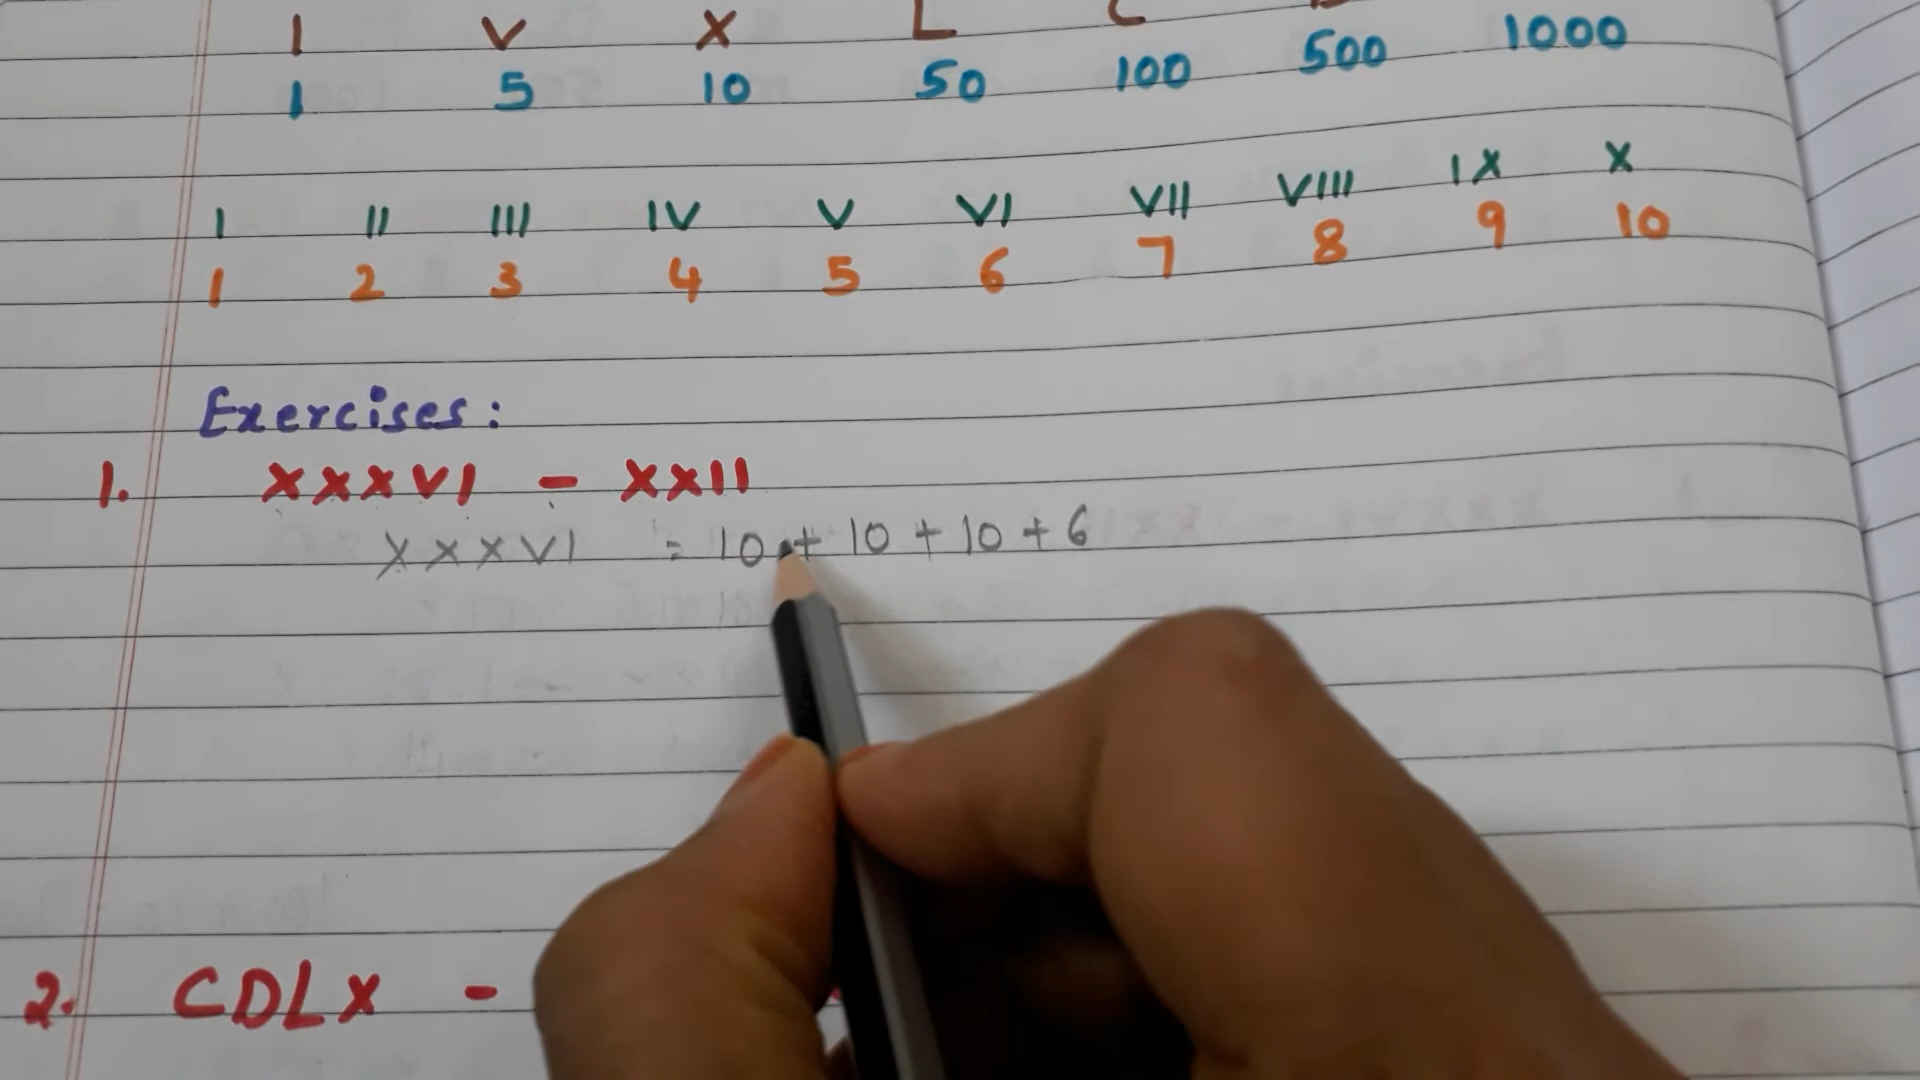 I V X L C
1 5 10 50 100 500 1000
I II III IV V VI VII VIII IX X
1 2 3 4 5 6 7 8 9 10
Exercises:
1. XXXVI - XXII
XXXVI = 10 + 10 + 10 + 6
2. CDLX -